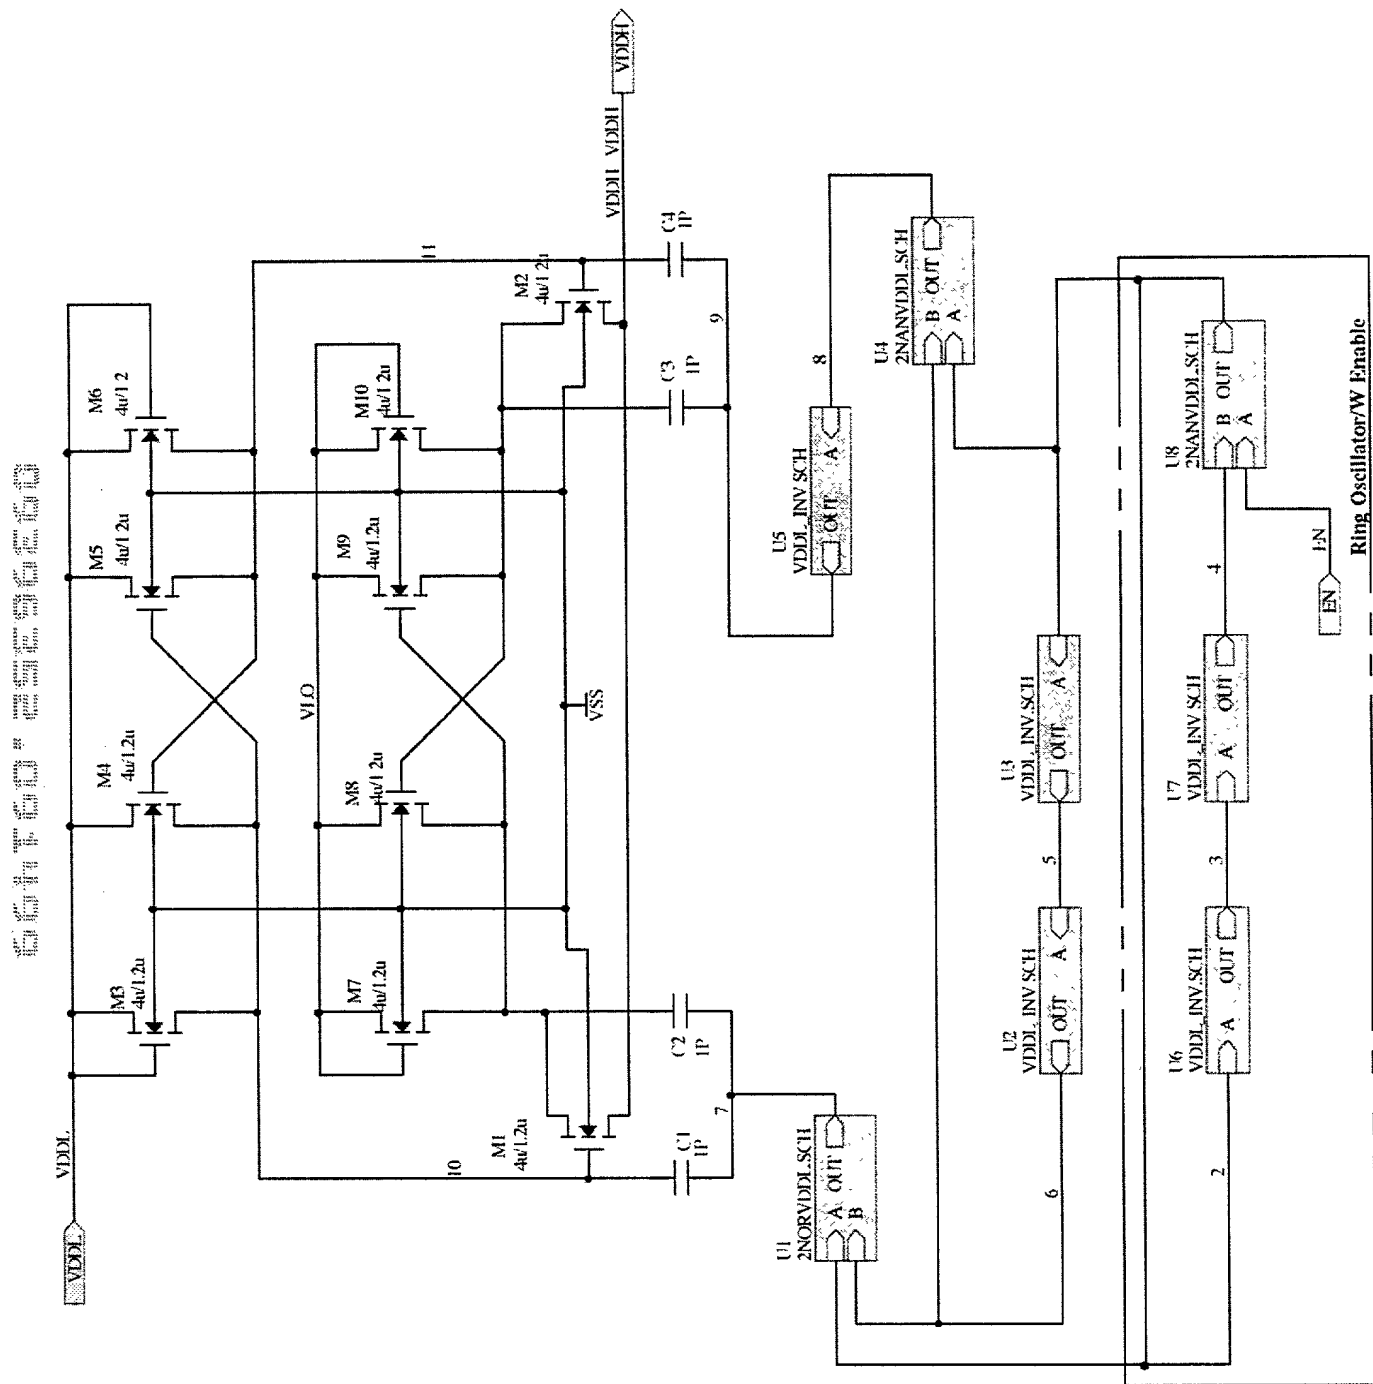 VDDL
VDDL
M3
4u/1.2u
M4
4u/1.2u
M5
4u/1 2u
M6
4u/1 2
VLO
M7
4u/1.2u
M8
4u/1 2u
M9
4u/1.2u
M10
4u/1 2u
10
11
M1
4u/1.2u
M2
4u/1 2u
VSS
VDDH VDDH
VDDH
C1
1P
C2
1P
C3
1P
C4
1P
7
9
U1
2NORVDDL.SCH
A OUT
B
U5
VDDL_INV.SCH
OUT A
8
U4
2NANVDDL.SCH
B OUT
A
U2
VDDL_INV.SCH
OUT A
5
U3
VDDL_INV.SCH
OUT A
6
U6
VDDL_INV.SCH
A OUT
3
U7
VDDL_INV.SCH
A OUT
4
U8
2NANVDDL.SCH
B OUT
A
2
EN
EN
Ring Oscillator/W Enable